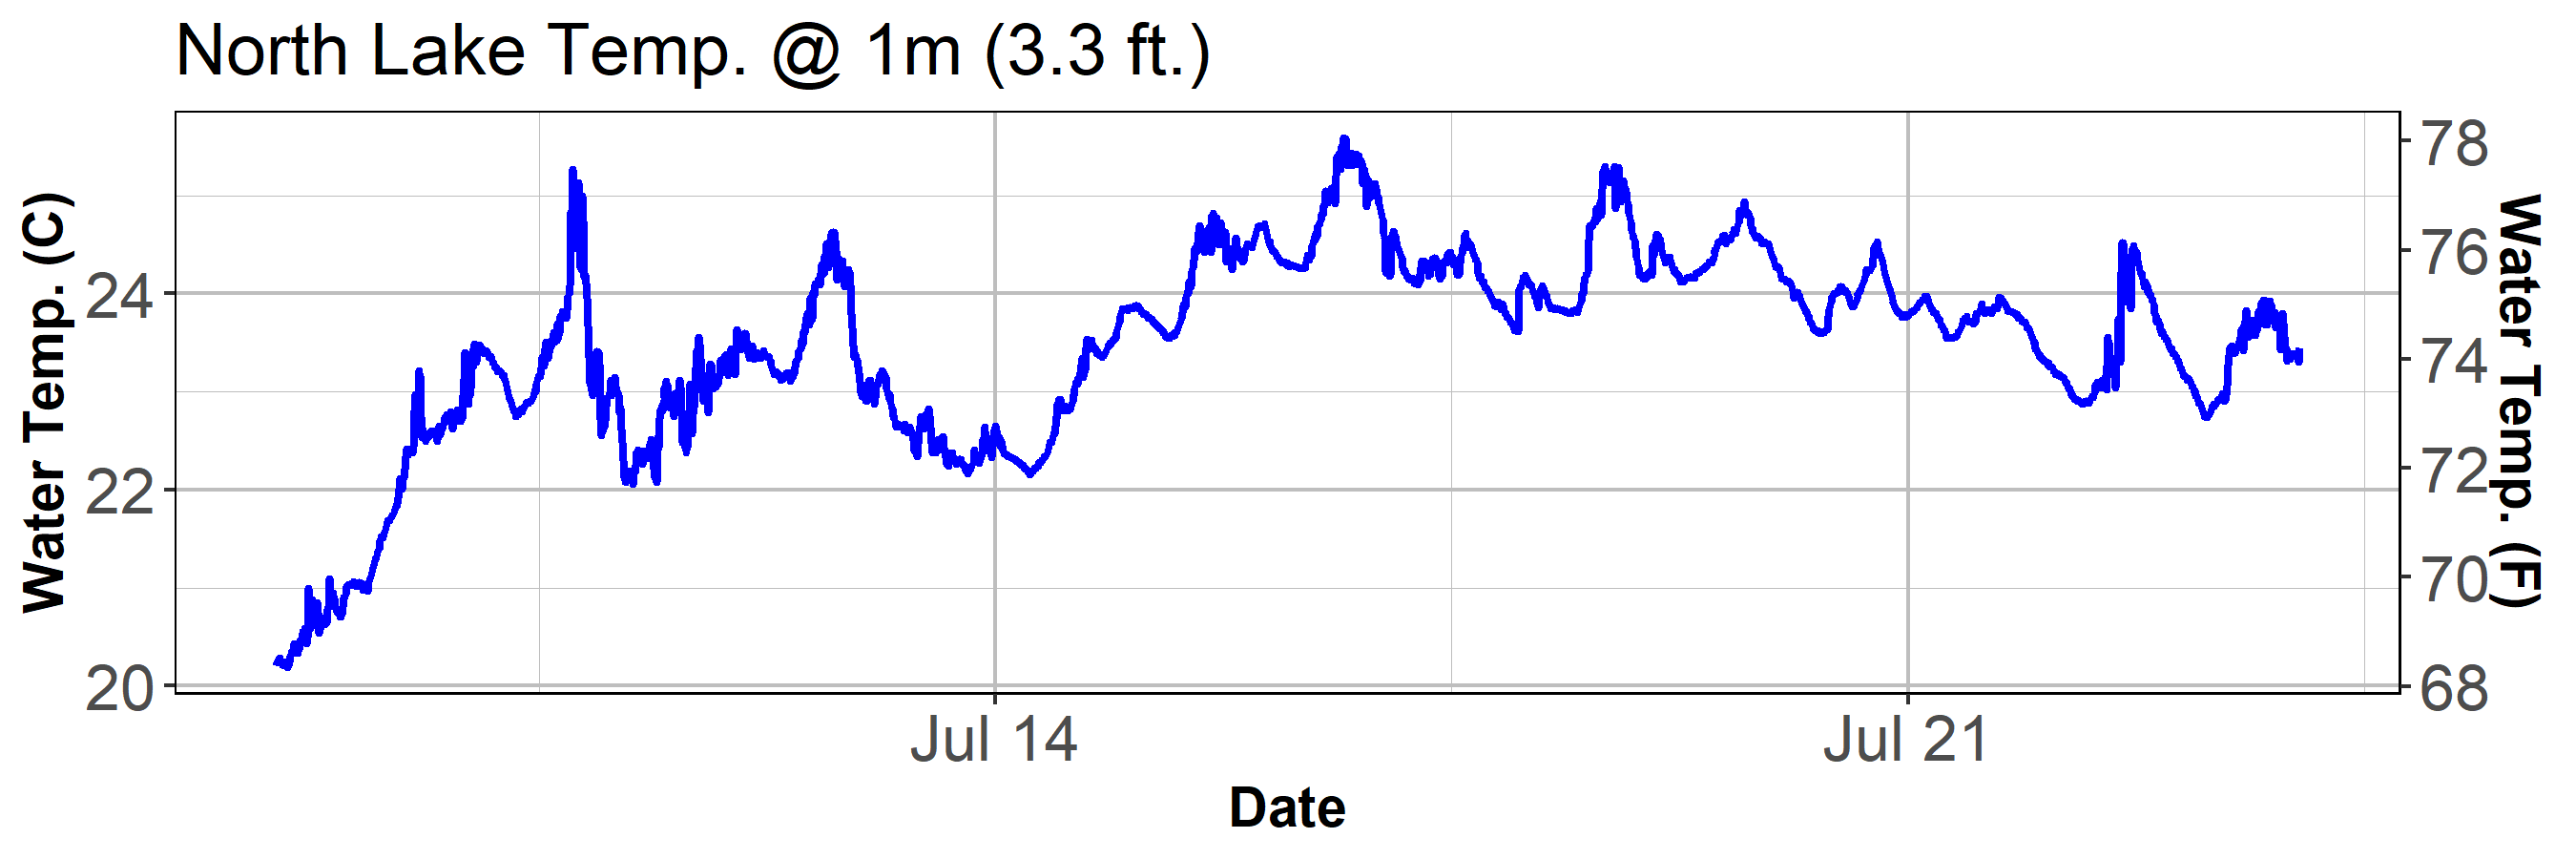 North Lake Temp. @ 1m (3.3 ft.)
Water Temp. (C)
24
22
20
78
76
74
72
70
68
Water Temp. (F)
Jul 14
Jul 21
Date